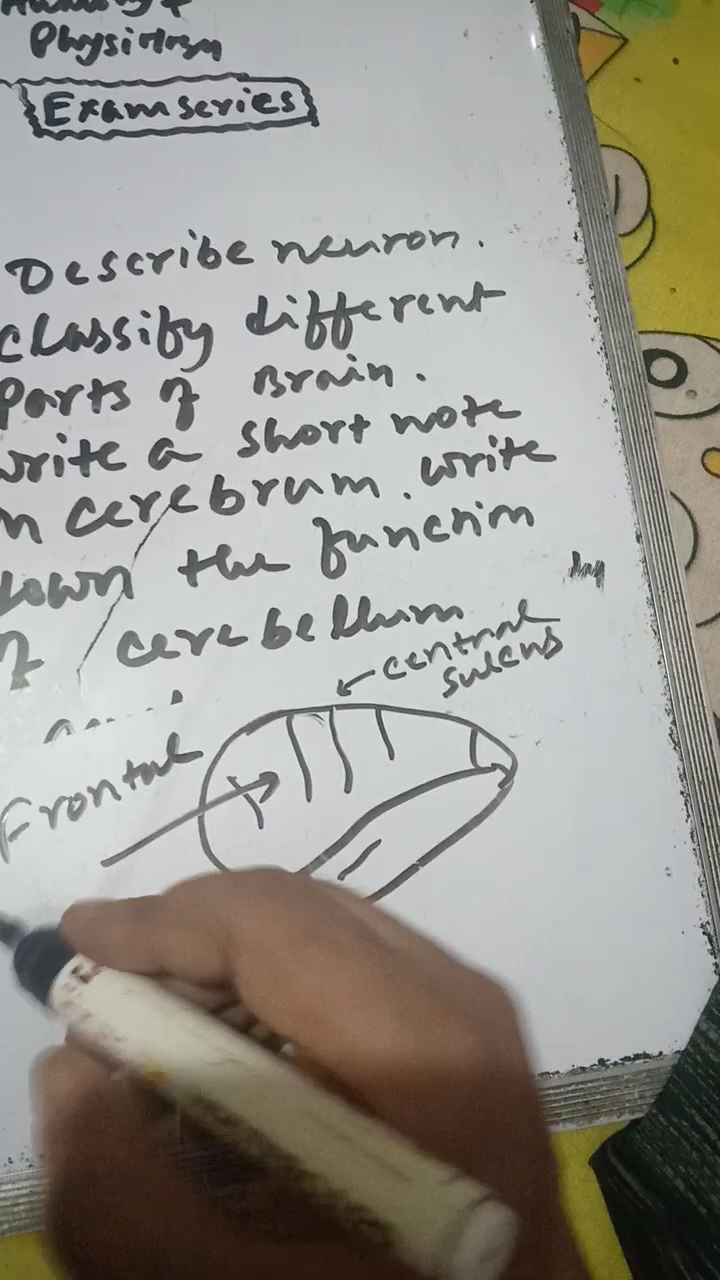 Physiology
Exam series
Describe neuron.
classify different
parts of Brain.
write a short note
n cerebrum. write
down the function
of cerebellum
central
sulcus
Frontal